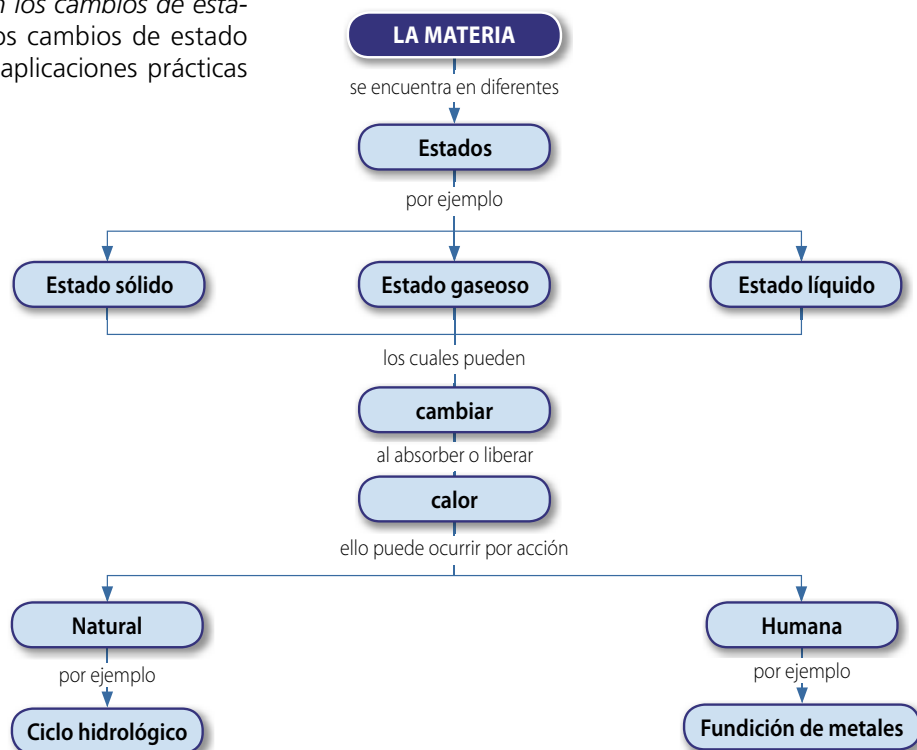 n los cambios de esta-
os cambios de estado
aplicaciones prácticas
LA MATERIA
se encuentra en diferentes
Estados
por ejemplo
Estado sólido
Estado gaseoso
Estado líquido
los cuales pueden
cambiar
al absorber o liberar
calor
ello puede ocurrir por acción
Natural
Humana
por ejemplo
por ejemplo
Ciclo hidrológico
Fundición de metales